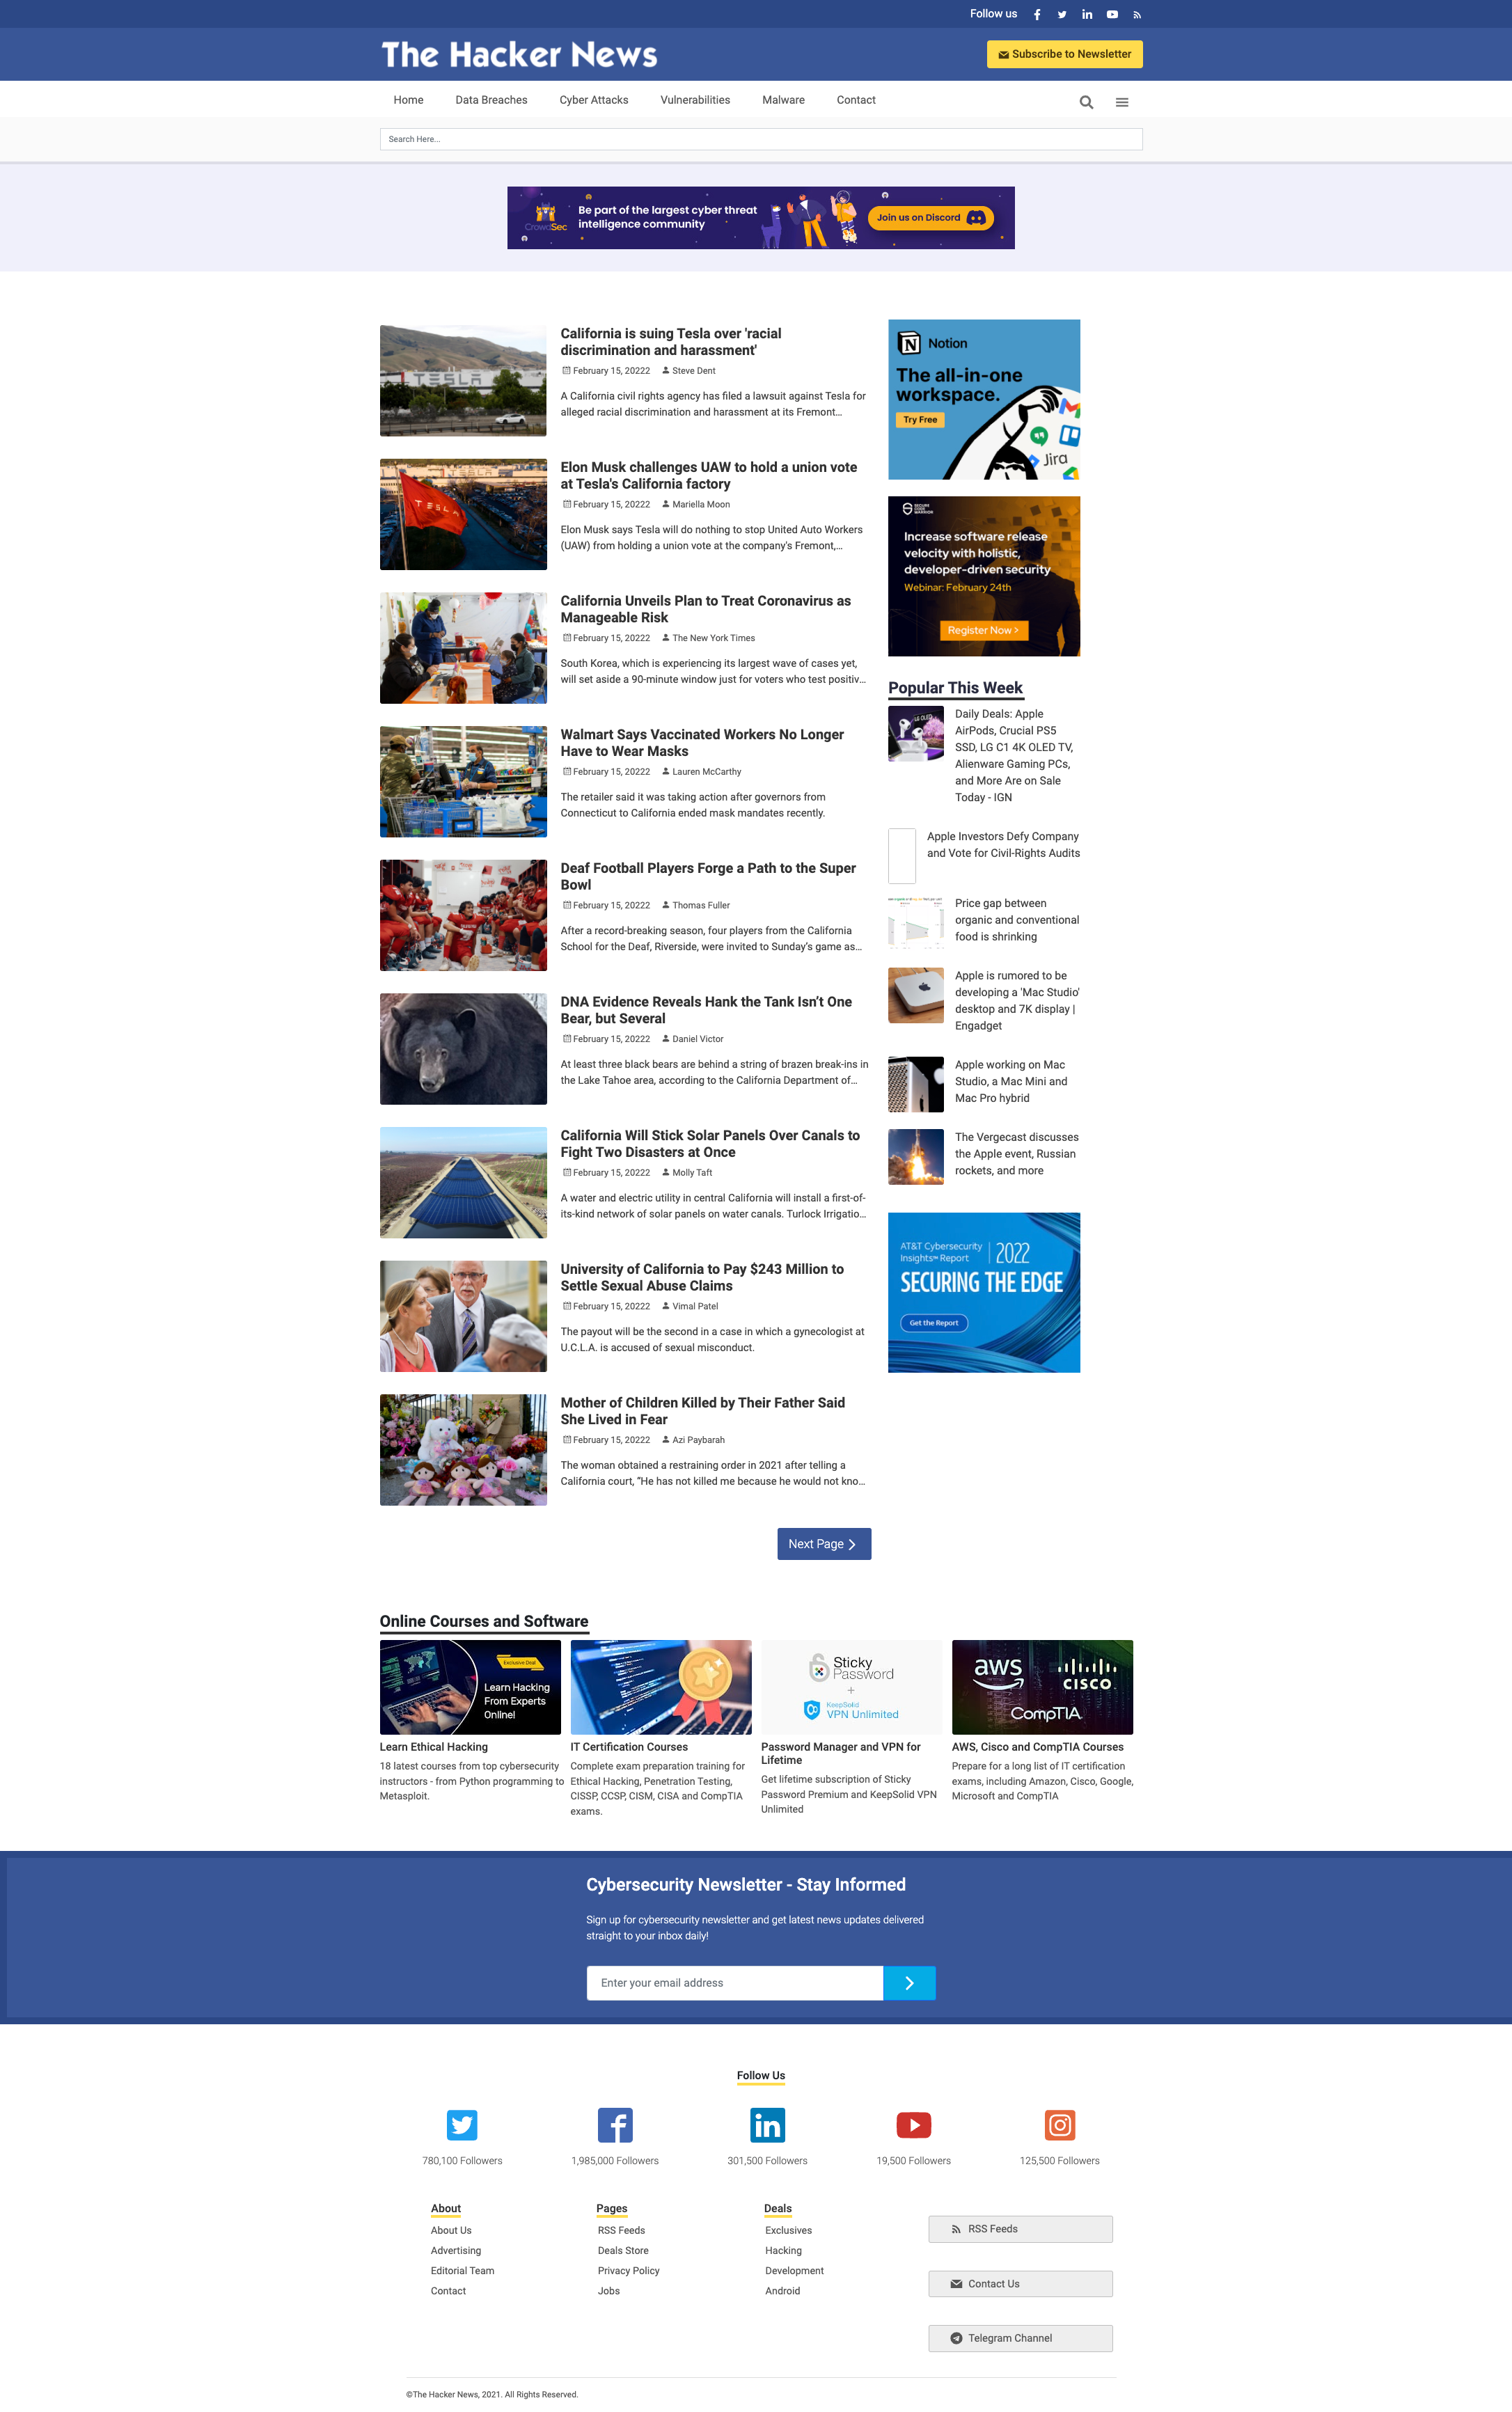 Follow us
The Hacker News
Subscribe to Newsletter
Home Data Breaches Cyber Attacks Vulnerabilities Malware Contact
Search Here...
CrowdSec
Be part of the largest cyber threat
intelligence community
Join us on Discord
TESLA
California is suing Tesla over 'racial
discrimination and harassment'
February 15, 20222 Steve Dent
A California civil rights agency has filed a lawsuit against Tesla for
alleged racial discrimination and harassment at its Fremont...
TESLA
Elon Musk challenges UAW to hold a union vote
at Tesla's California factory
February 15, 20222 Mariella Moon
Elon Musk says Tesla will do nothing to stop United Auto Workers
(UAW) from holding a union vote at the company's Fremont,...
California Unveils Plan to Treat Coronavirus as
Manageable Risk
February 15, 20222 The New York Times
South Korea, which is experiencing its largest wave of cases yet,
will set aside a 90-minute window just for voters who test positiv...
Walmart Says Vaccinated Workers No Longer
Have to Wear Masks
February 15, 20222 Lauren McCarthy
The retailer said it was taking action after governors from
Connecticut to California ended mask mandates recently.
Deaf Football Players Forge a Path to the Super
Bowl
February 15, 20222 Thomas Fuller
After a record-breaking season, four players from the California
School for the Deaf, Riverside, were invited to Sunday’s game as...
DNA Evidence Reveals Hank the Tank Isn’t One
Bear, but Several
February 15, 20222 Daniel Victor
At least three black bears are behind a string of brazen break-ins in
the Lake Tahoe area, according to the California Department of...
California Will Stick Solar Panels Over Canals to
Fight Two Disasters at Once
February 15, 20222 Molly Taft
A water and electric utility in central California will install a first-of-
its-kind network of solar panels on water canals. Turlock Irrigatio...
University of California to Pay $243 Million to
Settle Sexual Abuse Claims
February 15, 20222 Vimal Patel
The payout will be the second in a case in which a gynecologist at
U.C.L.A. is accused of sexual misconduct.
Mother of Children Killed by Their Father Said
She Lived in Fear
February 15, 20222 Azi Paybarah
The woman obtained a restraining order in 2021 after telling a
California court, “He has not killed me because he would not kno...
Next Page
Notion
The all-in-one
workspace.
Try Free
Jira
SECURE
CODE
WARRIOR
Increase software release
velocity with holistic,
developer-driven security
Webinar: February 24th
Register Now >
Popular This Week
LG OLED
Daily Deals: Apple
AirPods, Crucial PS5
SSD, LG C1 4K OLED TV,
Alienware Gaming PCs,
and More Are on Sale
Today - IGN
Apple Investors Defy Company
and Vote for Civil-Rights Audits
Price gap between
organic and conventional
food is shrinking
Apple is rumored to be
developing a 'Mac Studio'
desktop and 7K display |
Engadget
Apple working on Mac
Studio, a Mac Mini and
Mac Pro hybrid
The Vergecast discusses
the Apple event, Russian
rockets, and more
AT&T Cybersecurity
Insights™ Report 2022
SECURING THE EDGE
Get the Report
Online Courses and Software
Exclusive Deal
Learn Hacking
From Experts
Online!
Learn Ethical Hacking
18 latest courses from top cybersecurity
instructors - from Python programming to
Metasploit.
IT Certification Courses
Complete exam preparation training for
Ethical Hacking, Penetration Testing,
CISSP, CCSP, CISM, CISA and CompTIA
exams.
Sticky
Password
+
KeepSolid
VPN Unlimited
Password Manager and VPN for
Lifetime
Get lifetime subscription of Sticky
Password Premium and KeepSolid VPN
Unlimited
aws
CISCO
CompTIA
AWS, Cisco and CompTIA Courses
Prepare for a long list of IT certification
exams, including Amazon, Cisco, Google,
Microsoft and CompTIA
Cybersecurity Newsletter - Stay Informed
Sign up for cybersecurity newsletter and get latest news updates delivered
straight to your inbox daily!
Enter your email address
Follow Us
780,100 Followers 1,985,000 Followers 301,500 Followers 19,500 Followers 125,500 Followers
About
About Us
Advertising
Editorial Team
Contact
Pages
RSS Feeds
Deals Store
Privacy Policy
Jobs
Deals
Exclusives
Hacking
Development
Android
RSS Feeds
Contact Us
Telegram Channel
©The Hacker News, 2021. All Rights Reserved.